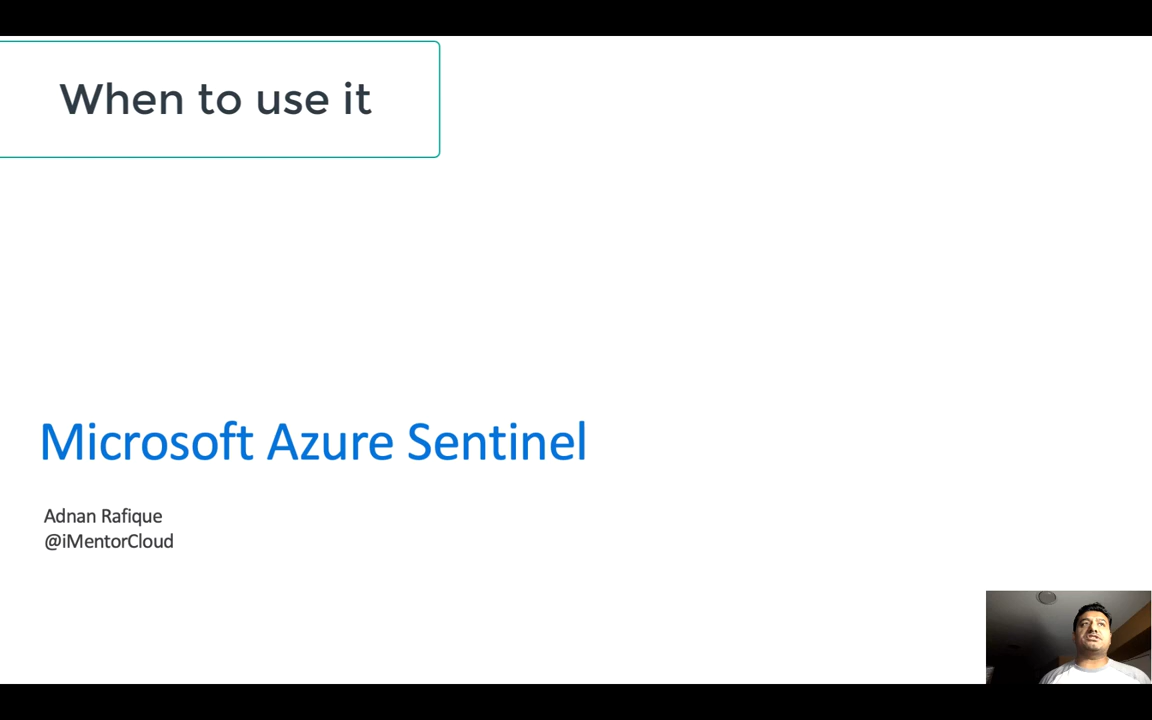 When to use it
Microsoft Azure Sentinel
Adnan Rafique
@iMentorCloud